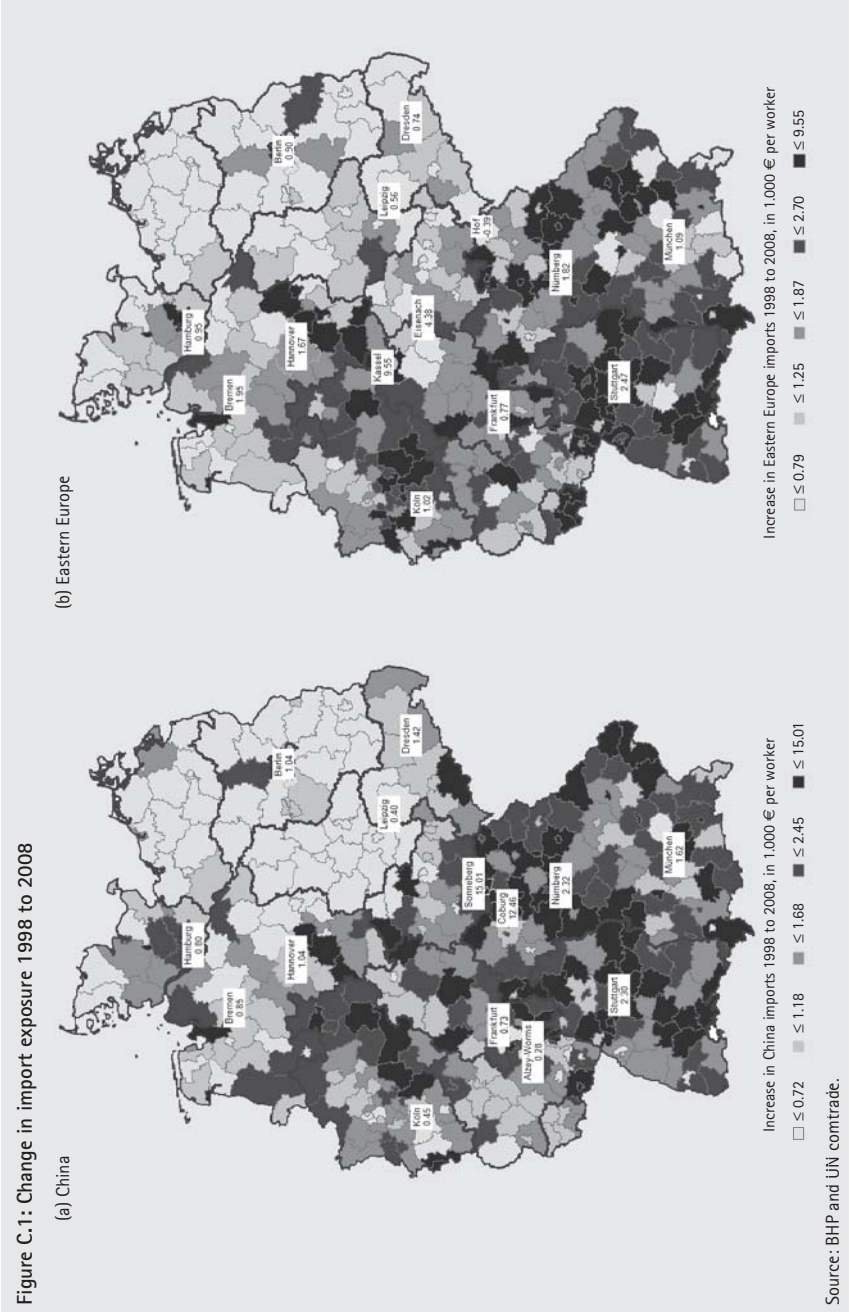 Figure C.1: Change in import exposure 1998 to 2008
(a) China
Hamburg
0.80
Bremen
0.85
Berlin
1.04
Hannover
1.04
Leipzig
0.40
Dresden
1.42
Köln
0.45
Sonneberg
15.01
Coburg
12.46
Frankfurt
0.73
Alzey-Worms
0.28
Nürnberg
2.32
Stuttgart
2.30
München
1.62
Increase in China imports 1998 to 2008, in 1.000 € per worker
≤ 0.72 ≤ 1.18 ≤ 1.68 ≤ 2.45 ≤ 15.01
(b) Eastern Europe
Hamburg
0.95
Bremen
1.95
Berlin
0.90
Hannover
1.67
Kassel
9.55
Leipzig
0.56
Dresden
0.74
Eisenach
4.38
Köln
1.02
Hof
-0.39
Frankfurt
0.77
Nürnberg
1.82
Stuttgart
2.47
München
1.09
Increase in Eastern Europe imports 1998 to 2008, in 1.000 € per worker
≤ 0.79 ≤ 1.25 ≤ 1.87 ≤ 2.70 ≤ 9.55
Source: BHP and UN comtrade.